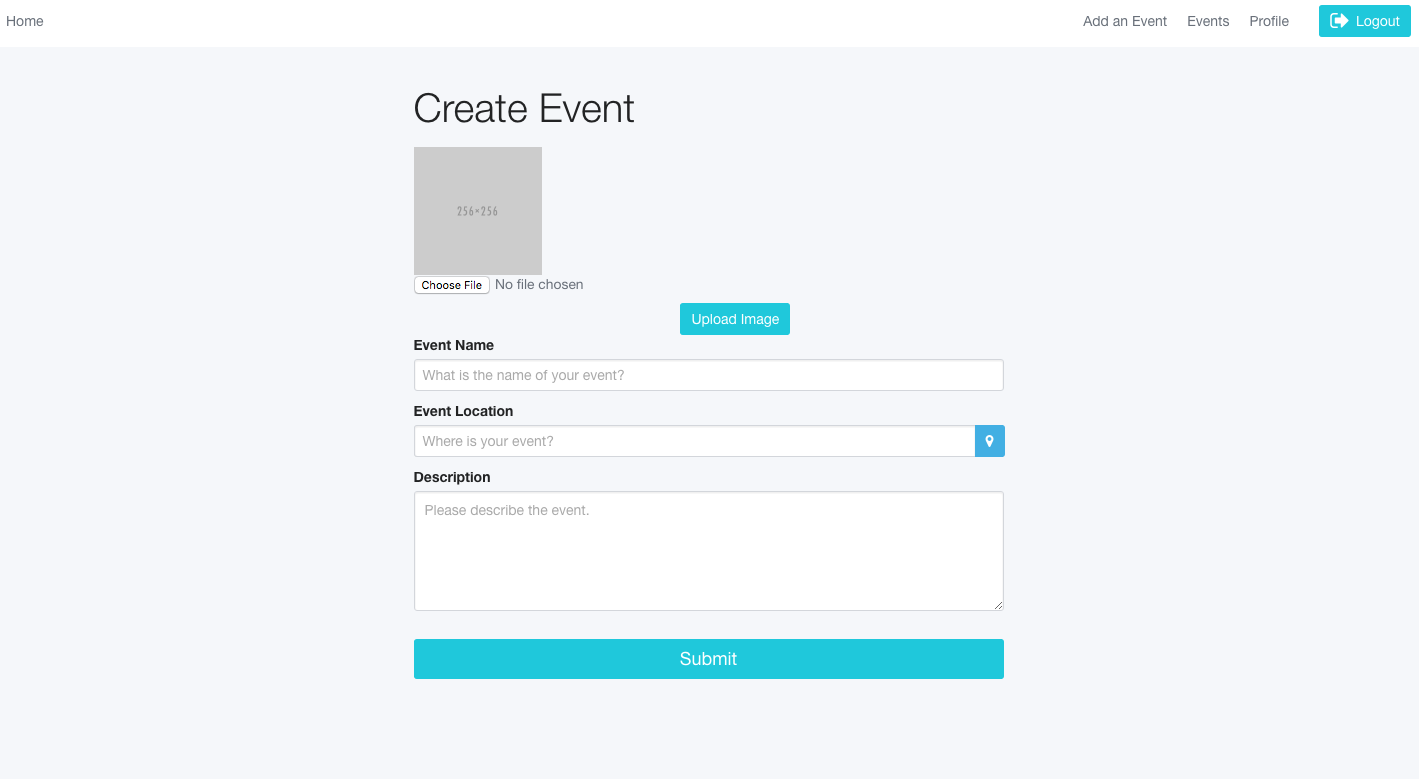 Home Add an Event Events Profile Logout
Create Event
256×256
Choose File No file chosen
Upload Image
Event Name
What is the name of your event?
Event Location
Where is your event?
Description
Please describe the event.
Submit